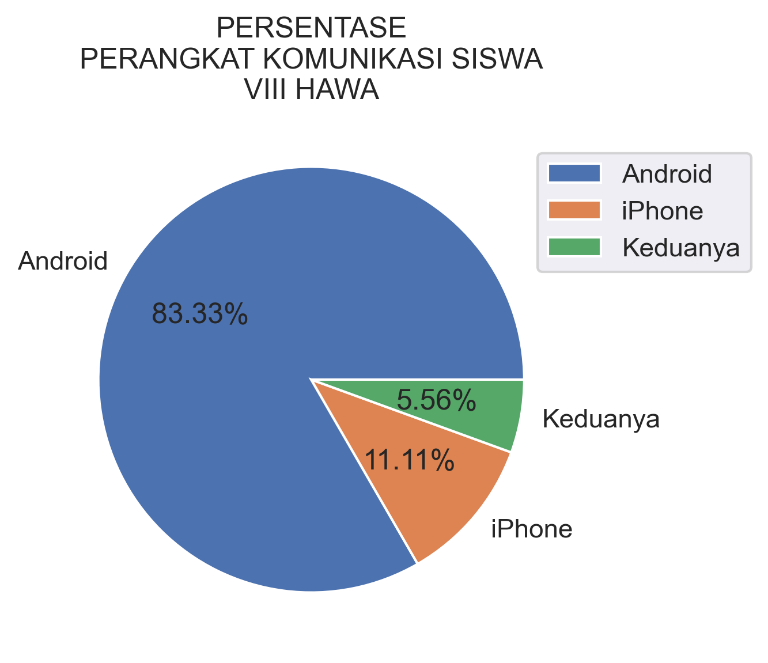 PERSENTASE
PERANGKAT KOMUNIKASI SISWA
VIII HAWA
Android
iPhone
Keduanya
Android
83.33%
5.56%
Keduanya
11.11%
iPhone